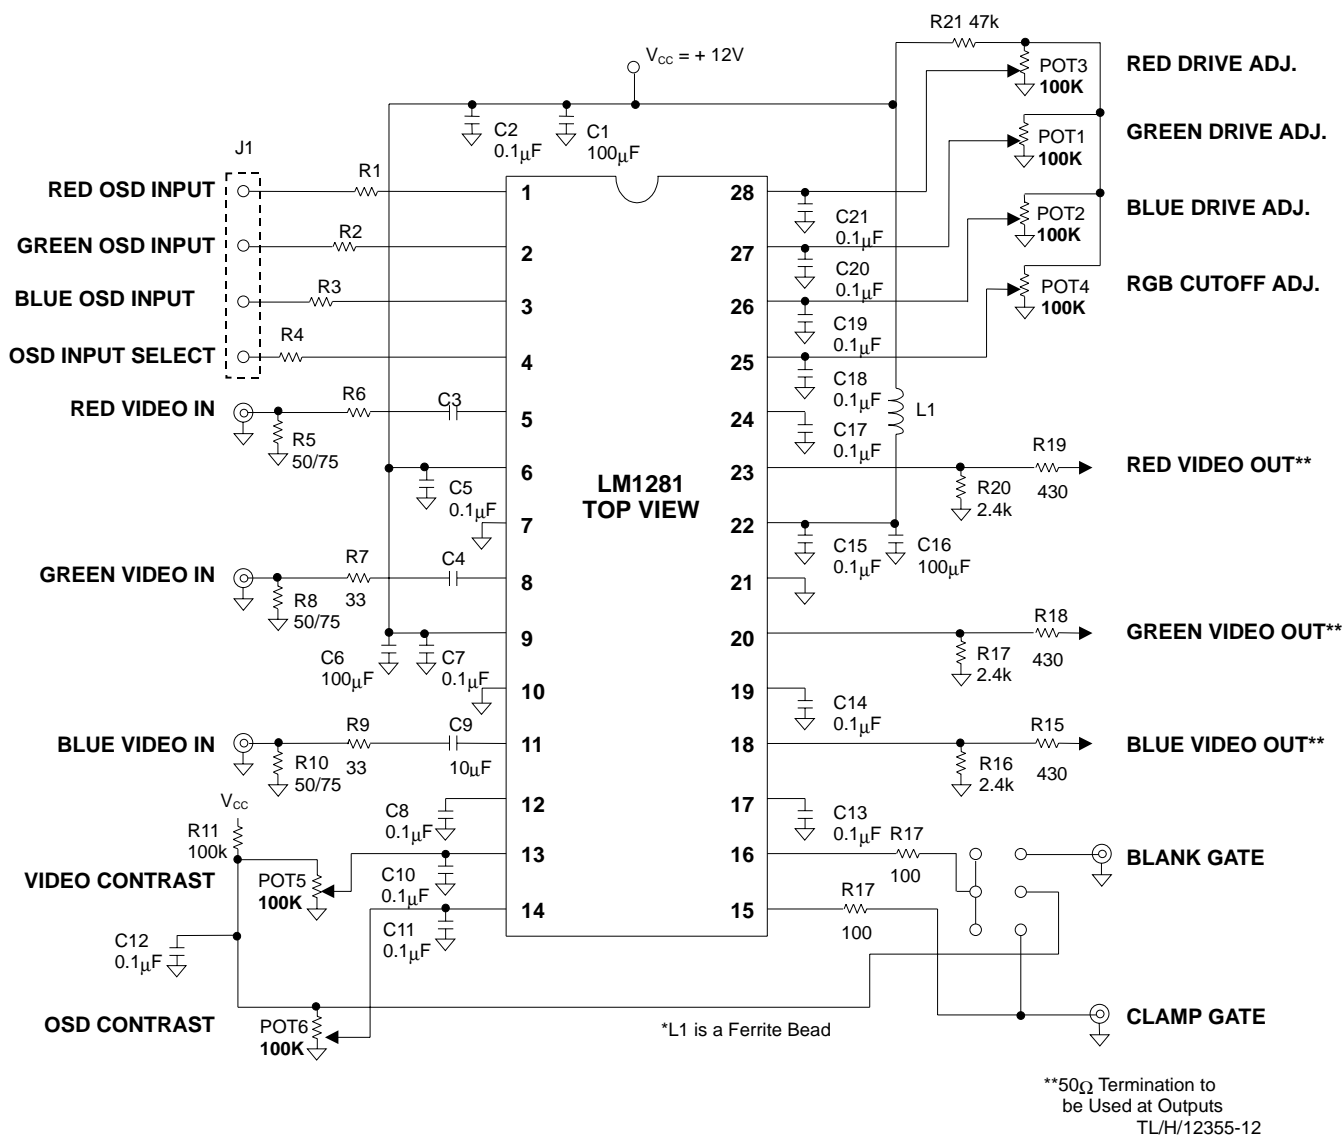 R21 47k
VCC = + 12V
POT3
100K
RED DRIVE ADJ.
C2
0.1µF
C1
100µF
POT1
100K
GREEN DRIVE ADJ.
J1
RED OSD INPUT
R1
1
28
C21
0.1µF
POT2
100K
BLUE DRIVE ADJ.
GREEN OSD INPUT
R2
2
27
C20
0.1µF
POT4
100K
RGB CUTOFF ADJ.
BLUE OSD INPUT
R3
3
26
C19
0.1µF
OSD INPUT SELECT
R4
4
25
C18
0.1µF
RED VIDEO IN
R5
50/75
R6
C3
5
24
C17
0.1µF
L1
C5
0.1µF
6
LM1281
TOP VIEW
23
R20
2.4k
R19
430
RED VIDEO OUT**
7
22
C15
0.1µF
C16
100µF
GREEN VIDEO IN
R8
50/75
R7
33
C4
8
21
C6
100µF
C7
0.1µF
9
20
R17
2.4k
R18
430
GREEN VIDEO OUT**
10
19
C14
0.1µF
BLUE VIDEO IN
R10
50/75
R9
33
C9
10µF
11
18
R16
2.4k
R15
430
BLUE VIDEO OUT**
VCC
R11
100k
C8
0.1µF
12
17
C13
0.1µF
VIDEO CONTRAST
POT5
100K
C10
0.1µF
13
16
R17
100
BLANK GATE
C11
0.1µF
14
15
R17
100
C12
0.1µF
OSD CONTRAST
POT6
100K
*L1 is a Ferrite Bead
CLAMP GATE
**50Ω Termination to
be Used at Outputs
TL/H/12355-12